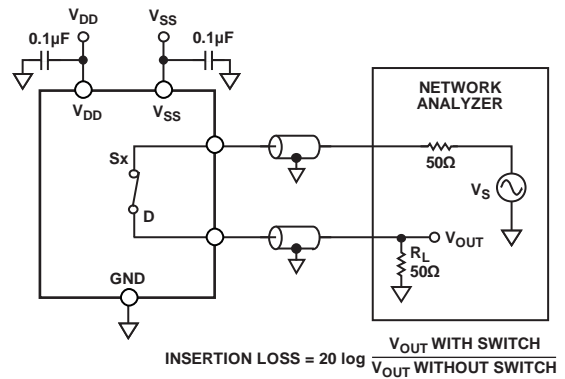 VDD
VSS
0.1µF
0.1µF
VDD
VSS
NETWORK
ANALYZER
Sx
50Ω
VS
D
VOUT
RL
50Ω
GND
INSERTION LOSS = 20 log VOUT WITH SWITCH
VOUT WITHOUT SWITCH